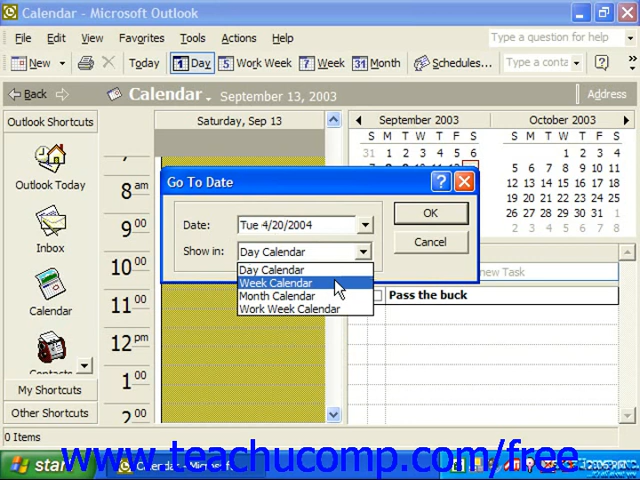 Calendar - Microsoft Outlook
File Edit View Favorites Tools Actions Help Type a question for help
New Today 1 Day 5 Work Week 7 Week 31 Month Schedules... Type a conta
Back Calendar. September 13, 2003 Address
Outlook Shortcuts
Outlook Today
Inbox
Calendar
Contacts
My Shortcuts
Other Shortcuts
Saturday, Sep 13
8 am
9 00
10 00
11 00
12 pm
1 00
2 00
September 2003 October 2003
S M T W T F S S M T W T F S
31 1 2 3 4 5 6 1 2 3 4
5 6 7 8 9 10 11
12 13 14 15 16 17 18
19 20 21 22 23 24 25
26 27 28 29 30 31 1
2 3 4 5 6 7 8
Go To Date
Date: Tue 4/20/2004 OK
Show in: Day Calendar Cancel
Day Calendar
Week Calendar
Month Calendar
Work Week Calendar
new Task
Pass the buck
0 Items
www.teachucomp.com/free
start Calendar - Microsoft